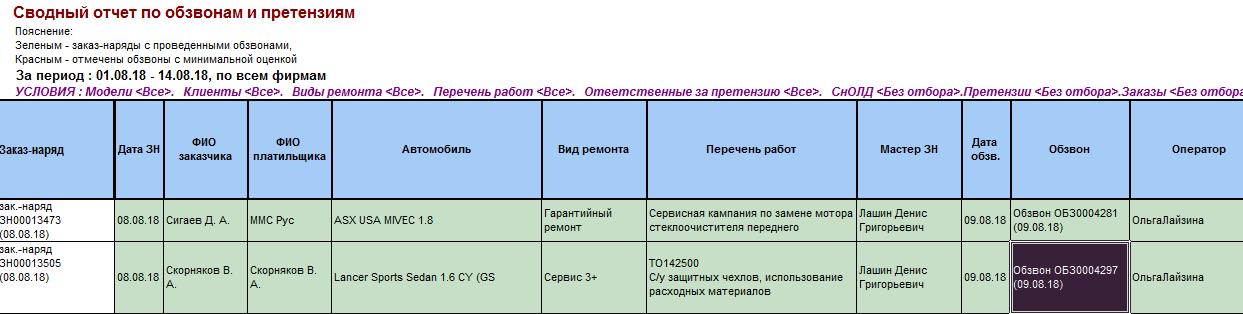 Сводный отчет по обзвонам и претензиям
Пояснение:
Зеленым - заказ-наряды с проведенными обзвонами,
Красным - отмечены обзвоны с минимальной оценкой
За период : 01.08.18 - 14.08.18, по всем фирмам
УСЛОВИЯ : Модели <Все>. Клиенты <Все>. Виды ремонта <Все>. Перечень работ <Все>. Ответственные за претензию <Все>. СнОЛД <Без отбора>.Претензии <Без отбора>.Заказы <Без отбора
Заказ-наряд
Дата ЗН
ФИО
заказчика
ФИО
платильщика
Автомобиль
Вид ремонта
Перечень работ
Мастер ЗН
Дата
обзв.
Обзвон
Оператор
зак.-наряд
ЗН00013473
(08.08.18)
08.08.18
Сигаев Д. А.
ММС Рус
ASX USA MIVEC 1.8
Гарантийный
ремонт
Сервисная кампания по замене мотора
стеклоочистителя переднего
Лашин Денис
Григорьевич
09.08.18
Обзвон ОБЗ0004281
(09.08.18)
ОльгаЛайзина
зак.-наряд
ЗН00013505
(08.08.18)
08.08.18
Скорняков В.
А.
Скорняков В.
А.
Lancer Sports Sedan 1.6 CY (GS
Сервис 3+
ТО142500
С/у защитных чехлов, использование
расходных материалов
Лашин Денис
Григорьевич
09.08.18
Обзвон ОБЗ0004297
(09.08.18)
ОльгаЛайзина